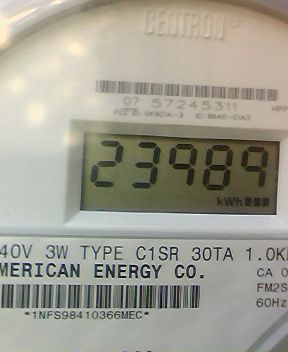 CENTRON
07 57245311
23989
kWh
40V 3W TYPE C1SR 30TA 1.0K
MERICAN ENERGY CO.
CA 0
FM2S
60Hz
*1NFS98410366MEC*